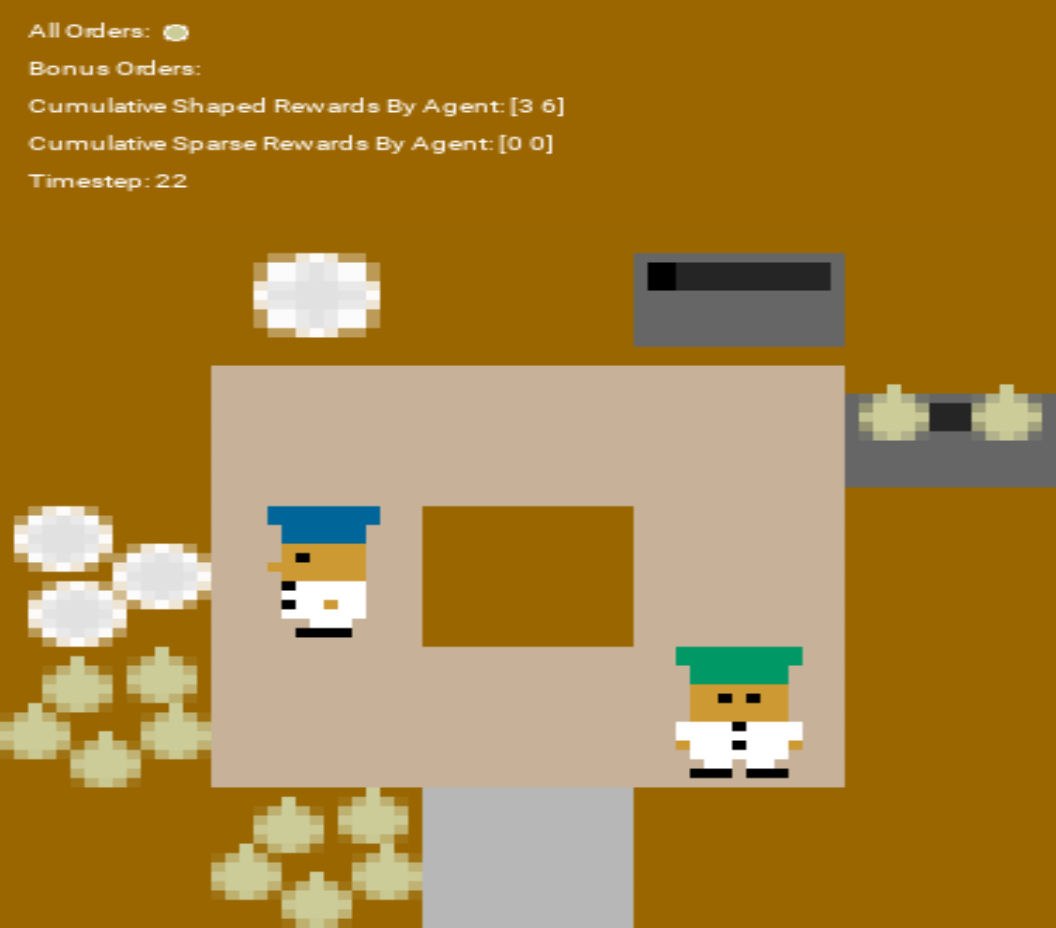 All Orders:
Bonus Orders:
Cumulative Shaped Rewards By Agent: [3 6]
Cumulative Sparse Rewards By Agent: [0 0]
Timestep: 22